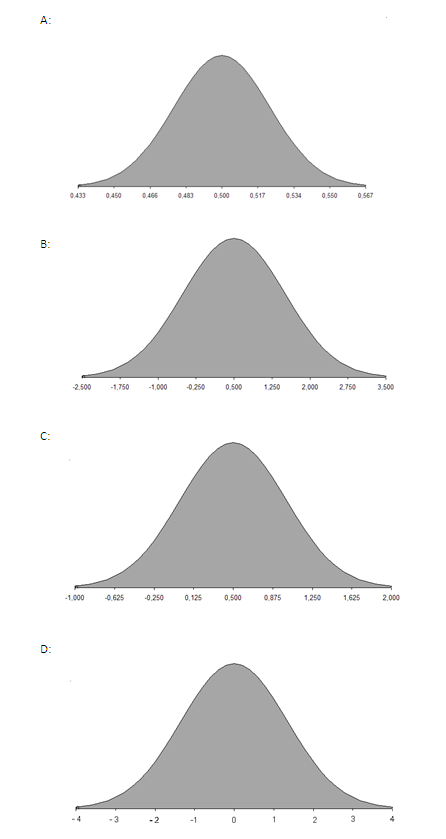 A:
0,433 0,450 0,466 0,483 0,500 0,517 0,534 0,550 0,567
B:
-2,500 -1,750 -1,000 -0,250 0,500 1,250 2,000 2,750 3,500
C:
-1,000 -0,625 -0,250 0,125 0,500 0,875 1,250 1,625 2,000
D:
- 4 - 3 - 2 -1 0 1 2 3 4